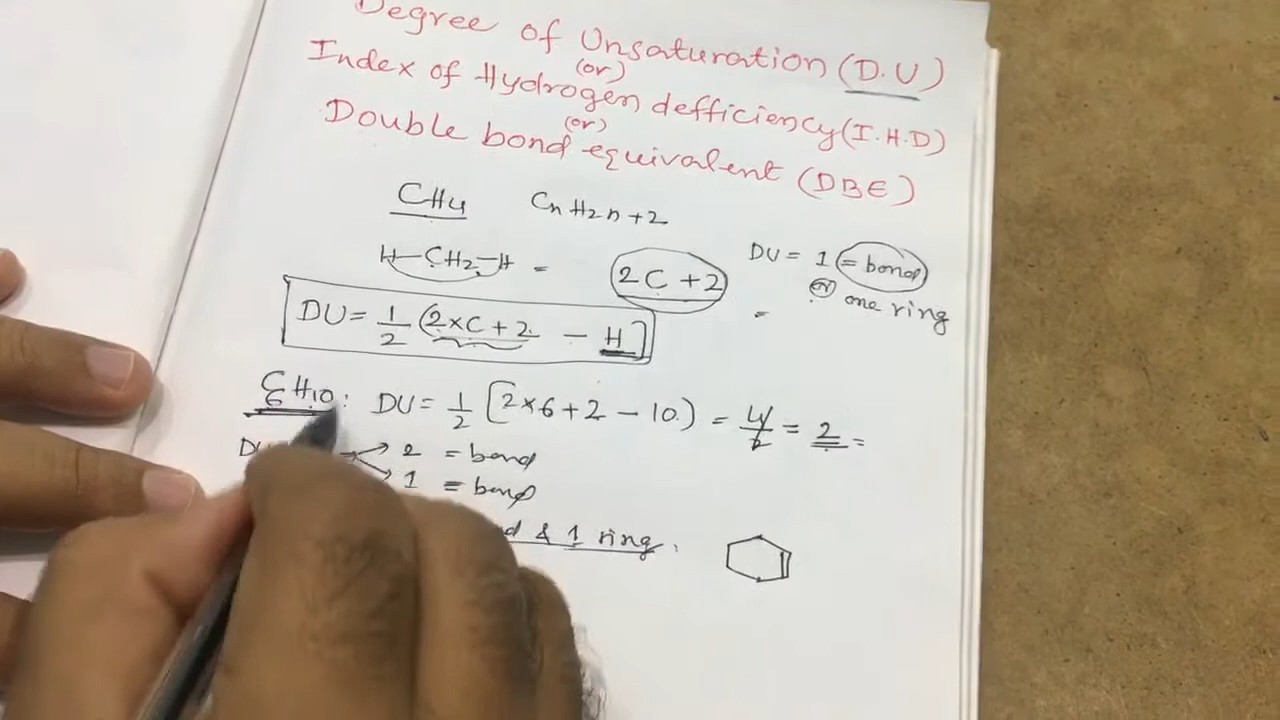 Degree of Unsaturation (D.U)
(or)
Index of Hydrogen defficiency (I.H.D)
(or)
Double bond equivalent (DBE)
CH4 CnH2n+2
H-CH2-H = 2C+2
DU = 1 = bond
or one ring
=
DU = 1/2 (2×C+2 - H]
C6H10: DU = 1/2 [2×6+2-10) = 4/2 = 2 =
DU → 2 = bond
→ 1 ≡ bond
& 1 ring.